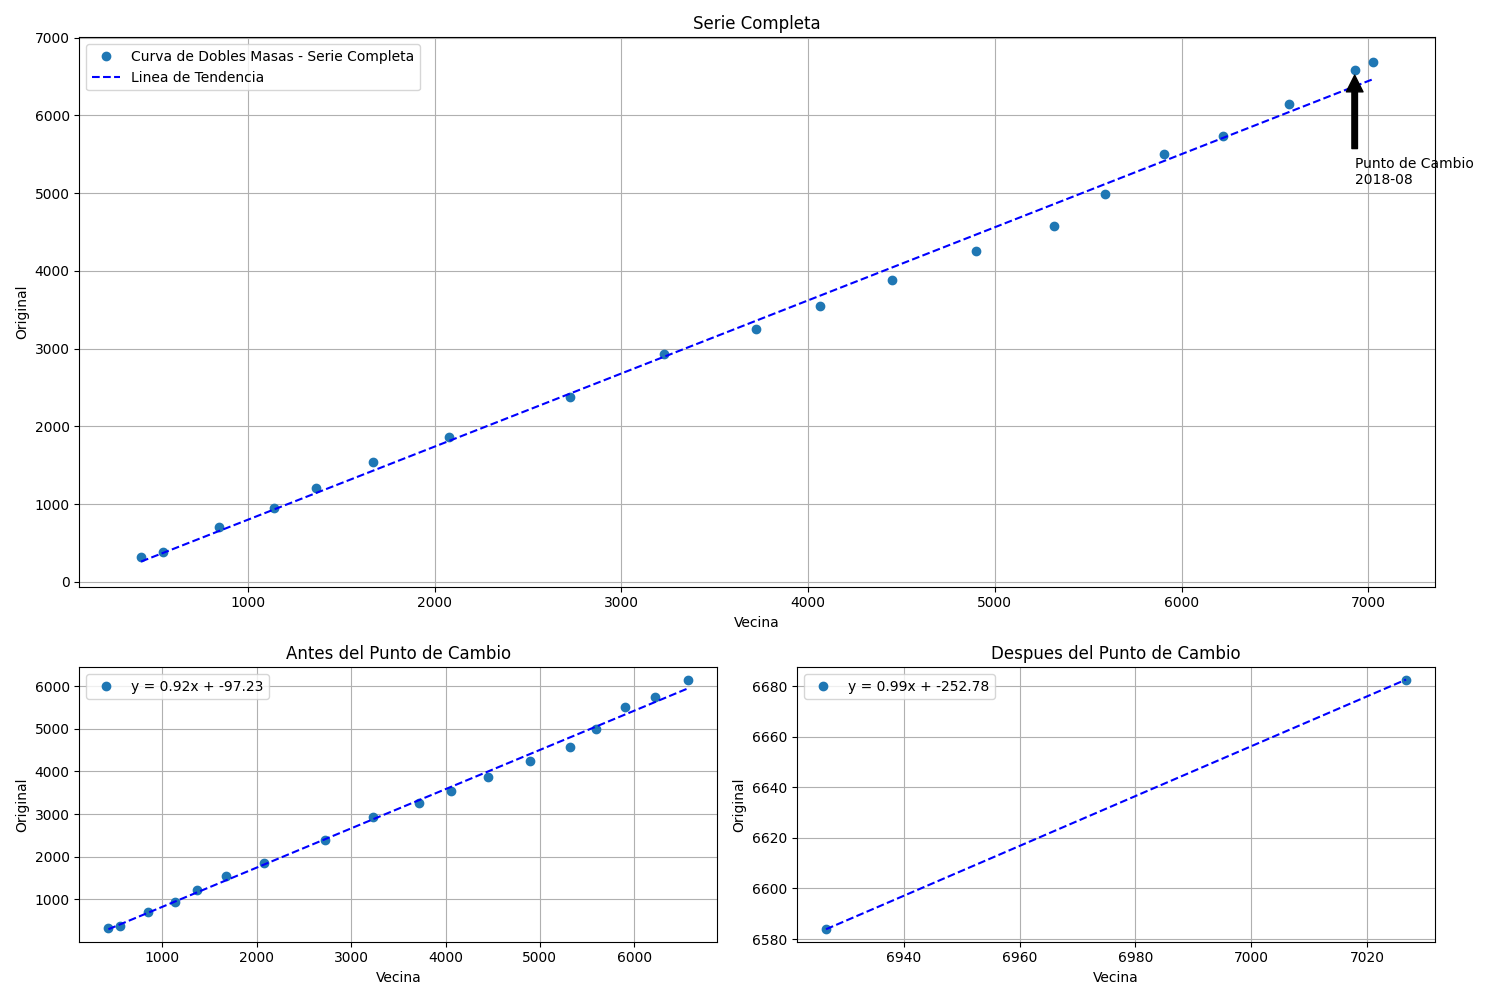 Serie Completa
Curva de Dobles Masas - Serie Completa
Linea de Tendencia
7000
6000
5000
4000
3000
2000
1000
0
Original
Punto de Cambio
2018-08
1000 2000 3000 4000 5000 6000 7000
Vecina
Antes del Punto de Cambio
y = 0.92x + -97.23
6000
5000
4000
3000
2000
1000
Original
1000 2000 3000 4000 5000 6000
Vecina
Despues del Punto de Cambio
y = 0.99x + -252.78
6680
6660
6640
6620
6600
6580
Original
6940 6960 6980 7000 7020
Vecina